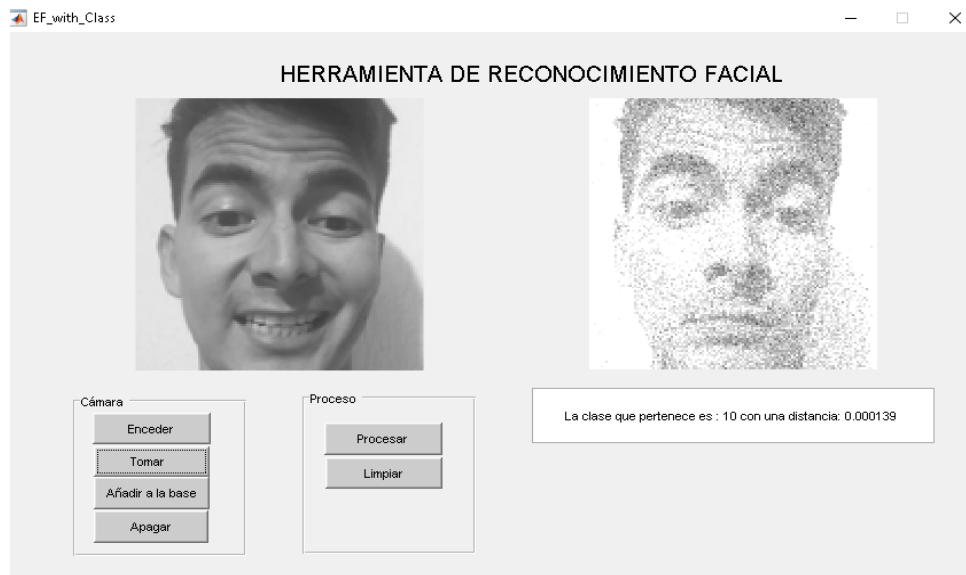 EF_with_Class
HERRAMIENTA DE RECONOCIMIENTO FACIAL
Cámara
Enceder
Tomar
Añadir a la base
Apagar
Proceso
Procesar
Limpiar
La clase que pertenece es : 10 con una distancia: 0.000139